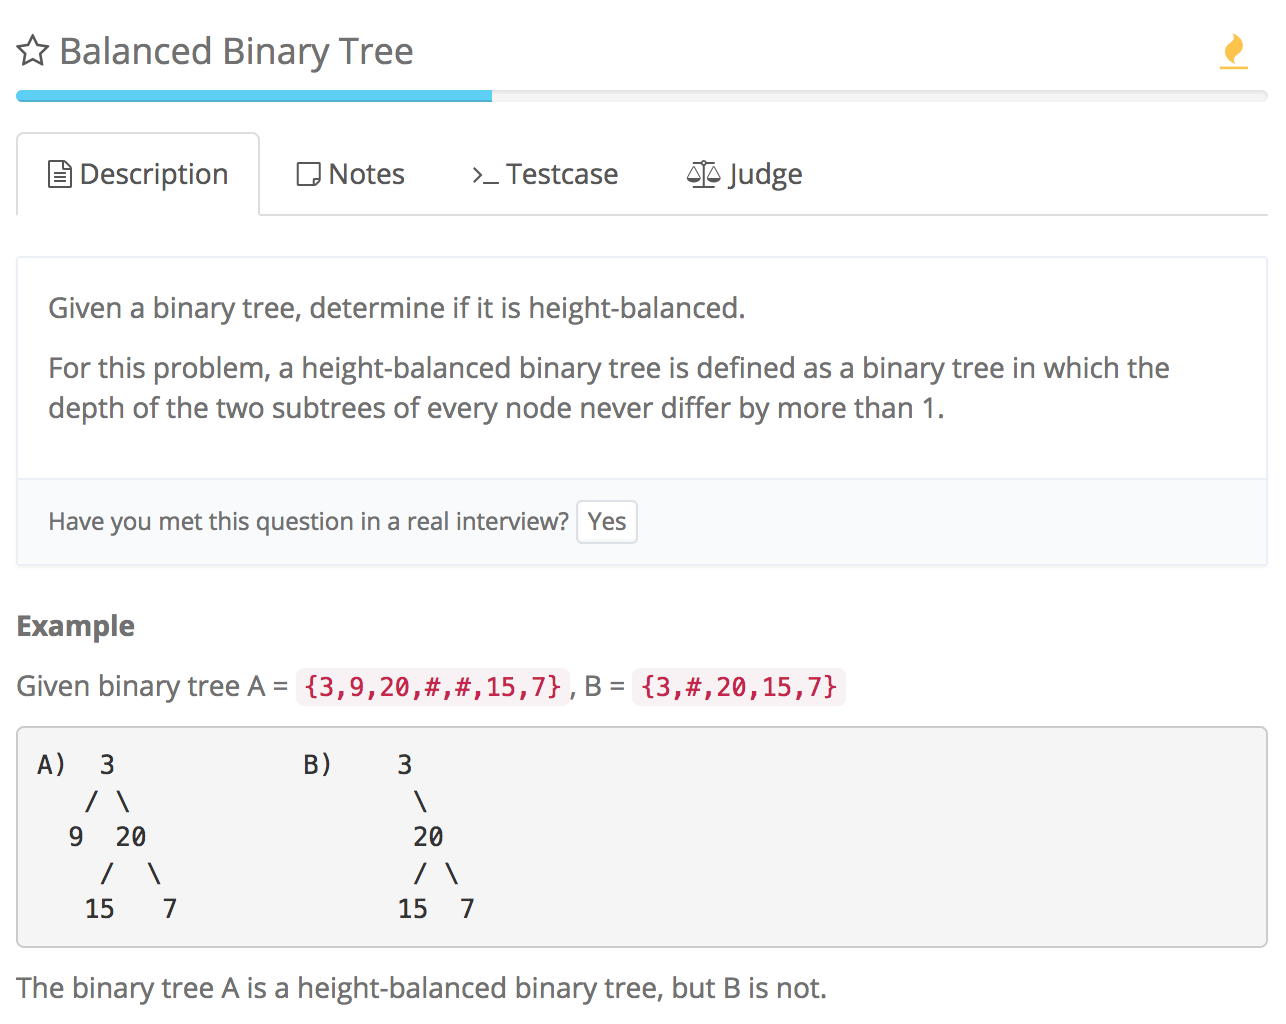 Balanced Binary Tree
Description Notes >_ Testcase Judge
Given a binary tree, determine if it is height-balanced.
For this problem, a height-balanced binary tree is defined as a binary tree in which the
depth of the two subtrees of every node never differ by more than 1.
Have you met this question in a real interview? Yes
Example
Given binary tree A = {3,9,20,#,#,15,7}, B = {3,#,20,15,7}
A)  3            B)    3
   / \                  \
  9  20                 20
    /  \                / \
   15   7              15  7
The binary tree A is a height-balanced binary tree, but B is not.